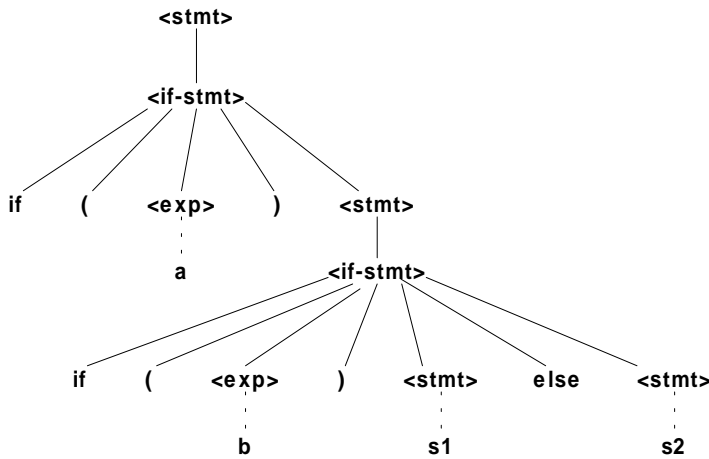 <stmt>
<if-stmt>
if ( <exp> ) <stmt>
a
<if-stmt>
if ( <exp> ) <stmt> else <stmt>
b s1 s2